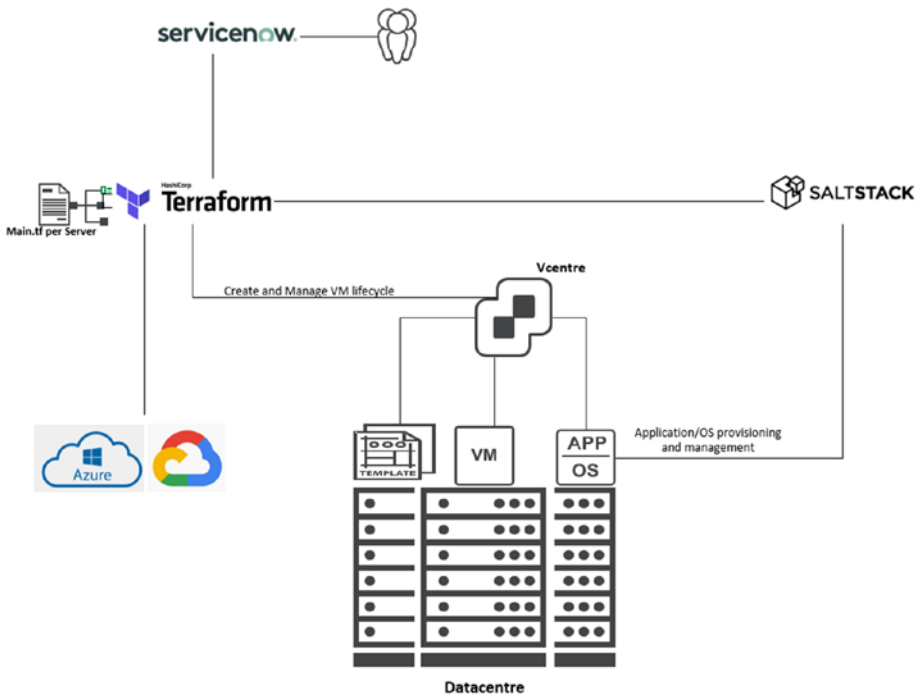 servicenow.
HashiCorp
Terraform
SALTSTACK
Main.tf per Server
Vcentre
Create and Manage VM lifecycle
Azure
TEMPLATE
VM
APP
OS
Application/OS provisioning
and management
Datacentre